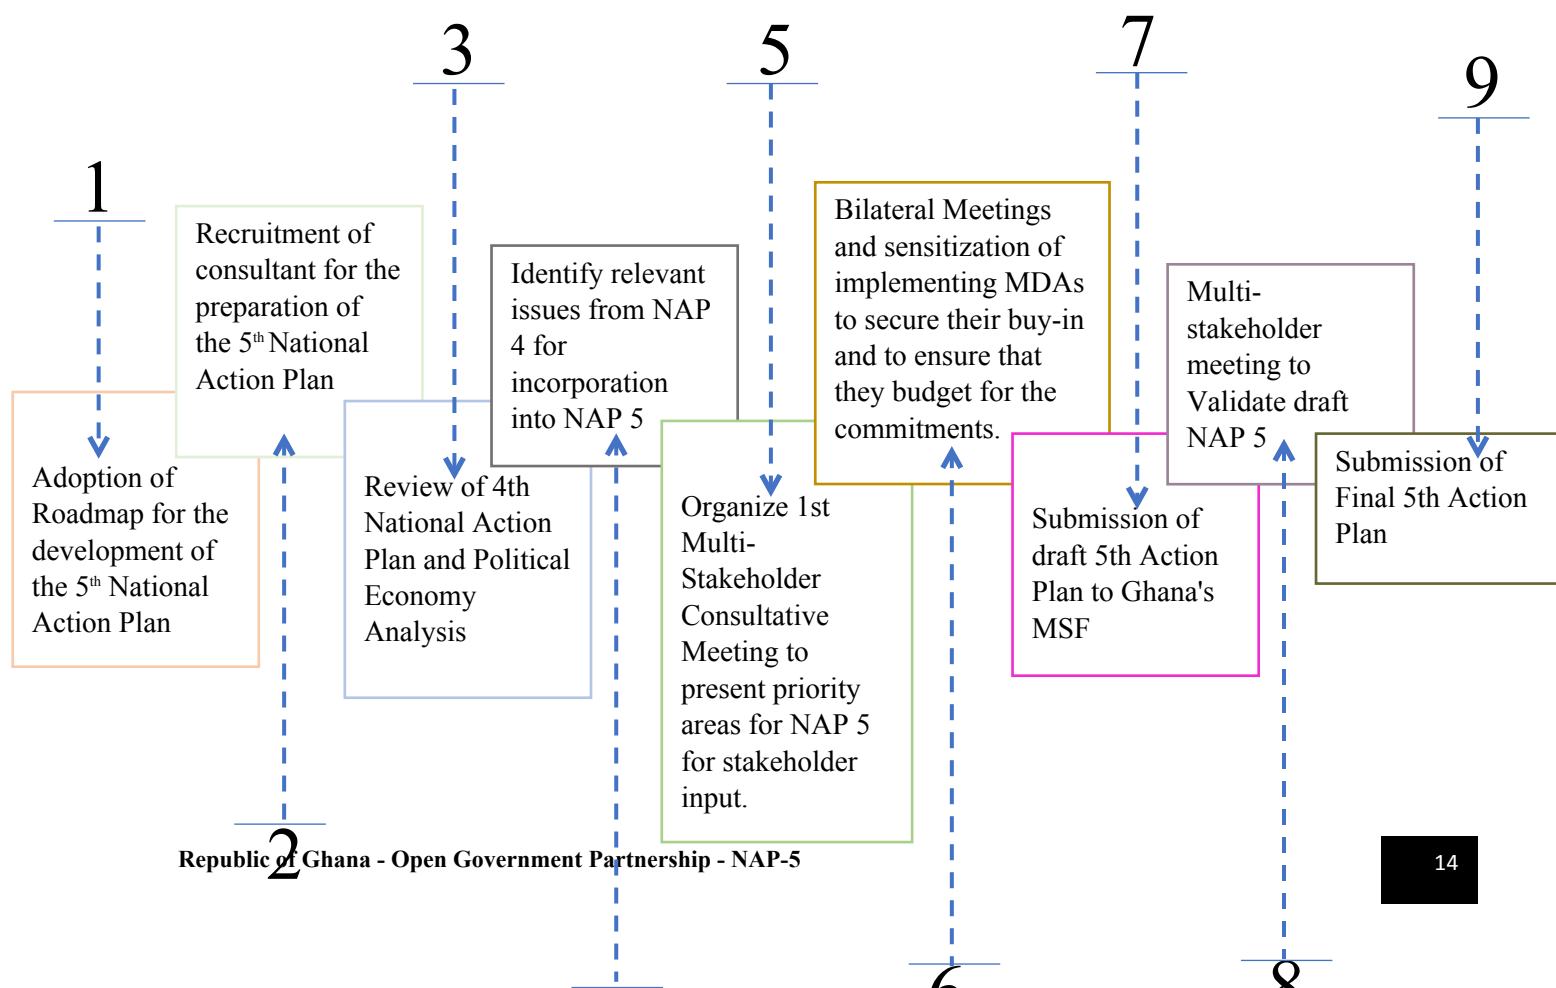 1
Adoption of
Roadmap for the
development of
the 5th National
Action Plan
2
Recruitment of
consultant for the
preparation of
the 5th National
Action Plan
3
Review of 4th
National Action
Plan and Political
Economy
Analysis
Identify relevant
issues from NAP
4 for
incorporation
into NAP 5
5
Organize 1st
Multi-
Stakeholder
Consultative
Meeting to
present priority
areas for NAP 5
for stakeholder
input.
6
Bilateral Meetings
and sensitization of
implementing MDAs
to secure their buy-in
and to ensure that
they budget for the
commitments.
7
Submission of
draft 5th Action
Plan to Ghana's
MSF
8
Multi-
stakeholder
meeting to
Validate draft
NAP 5
9
Submission of
Final 5th Action
Plan
Republic of Ghana - Open Government Partnership - NAP-5
14